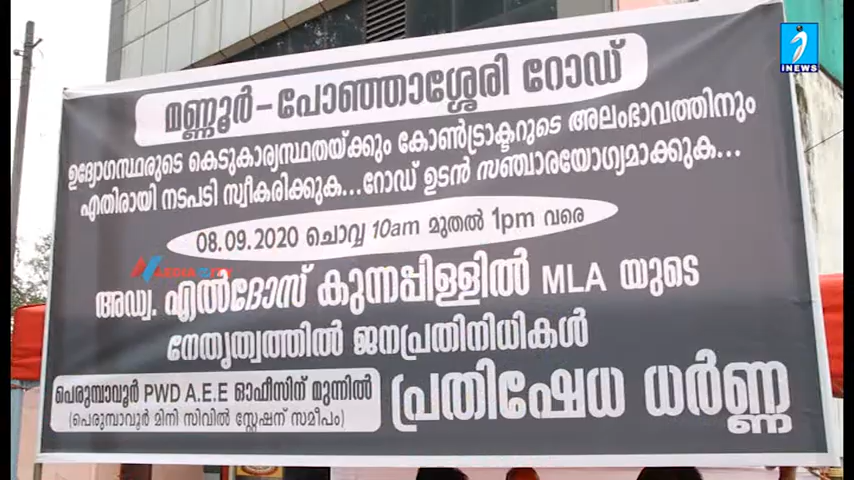 INEWS
മണ്ണൂർ - പോഞ്ഞാശ്ശേരി റോഡ്
ഉദ്യോഗസ്ഥരുടെ കെടുകാര്യസ്ഥതയ്ക്കും കോൺട്രാക്ടറുടെ അലംഭാവത്തിനും
എതിരായി നടപടി സ്വീകരിക്കുക...റോഡ് ഉടൻ സഞ്ചാരയോഗ്യമാക്കുക...
08.09.2020 ചൊവ്വ 10am മുതൽ 1pm വരെ
അഡ്വ. എൽദോസ് കുന്നപ്പിള്ളിൽ MLA യുടെ
നേതൃത്വത്തിൽ ജനപ്രതിനിധികൾ
പെരുമ്പാവൂർ PWD A.E.E ഓഫീസിന് മുന്നിൽ
(പെരുമ്പാവൂർ മിനി സിവിൽ സ്റ്റേഷന് സമീപം)
പ്രതിഷേധ ധർണ്ണ